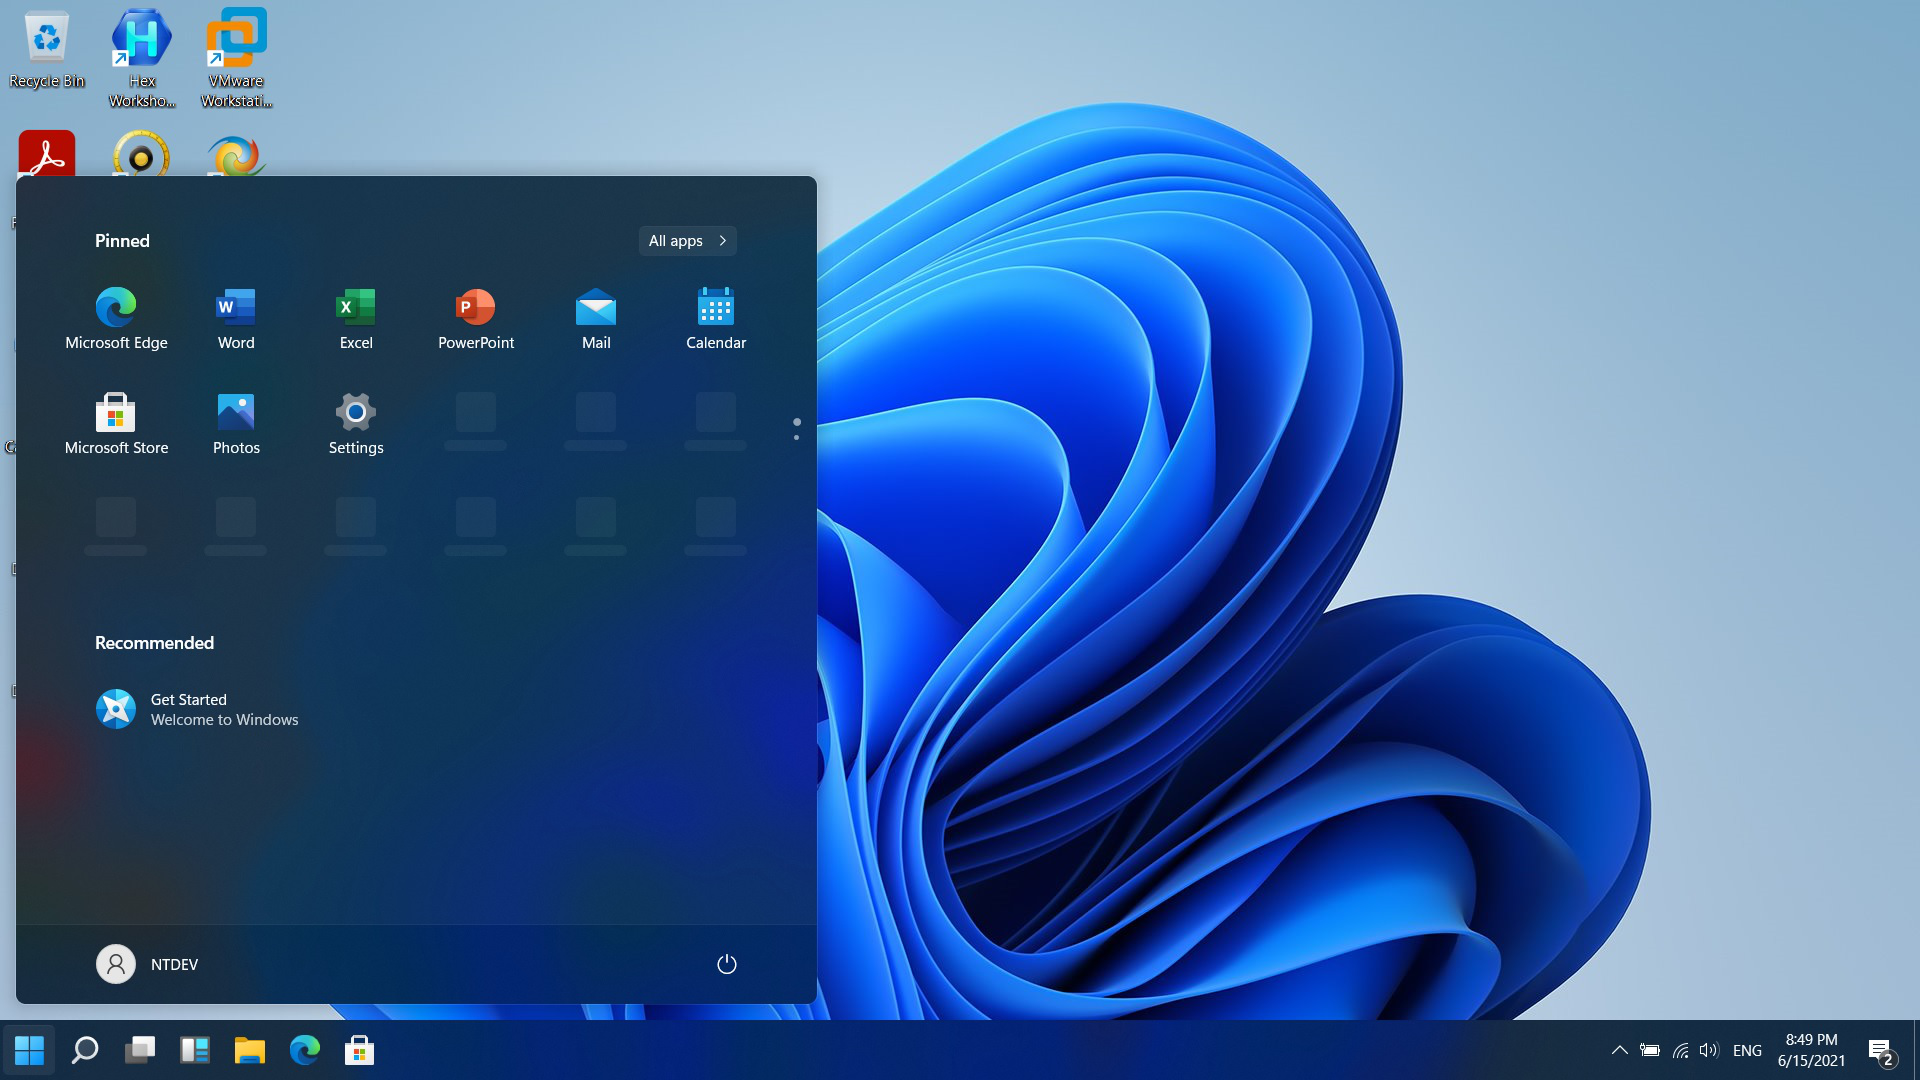 Recycle Bin
Hex
Worksho...
VMware
Workstati...
Pinned
All apps
Microsoft Edge
Word
Excel
PowerPoint
Mail
Calendar
Microsoft Store
Photos
Settings
Recommended
Get Started
Welcome to Windows
NTDEV
ENG
8:49 PM
6/15/2021
2